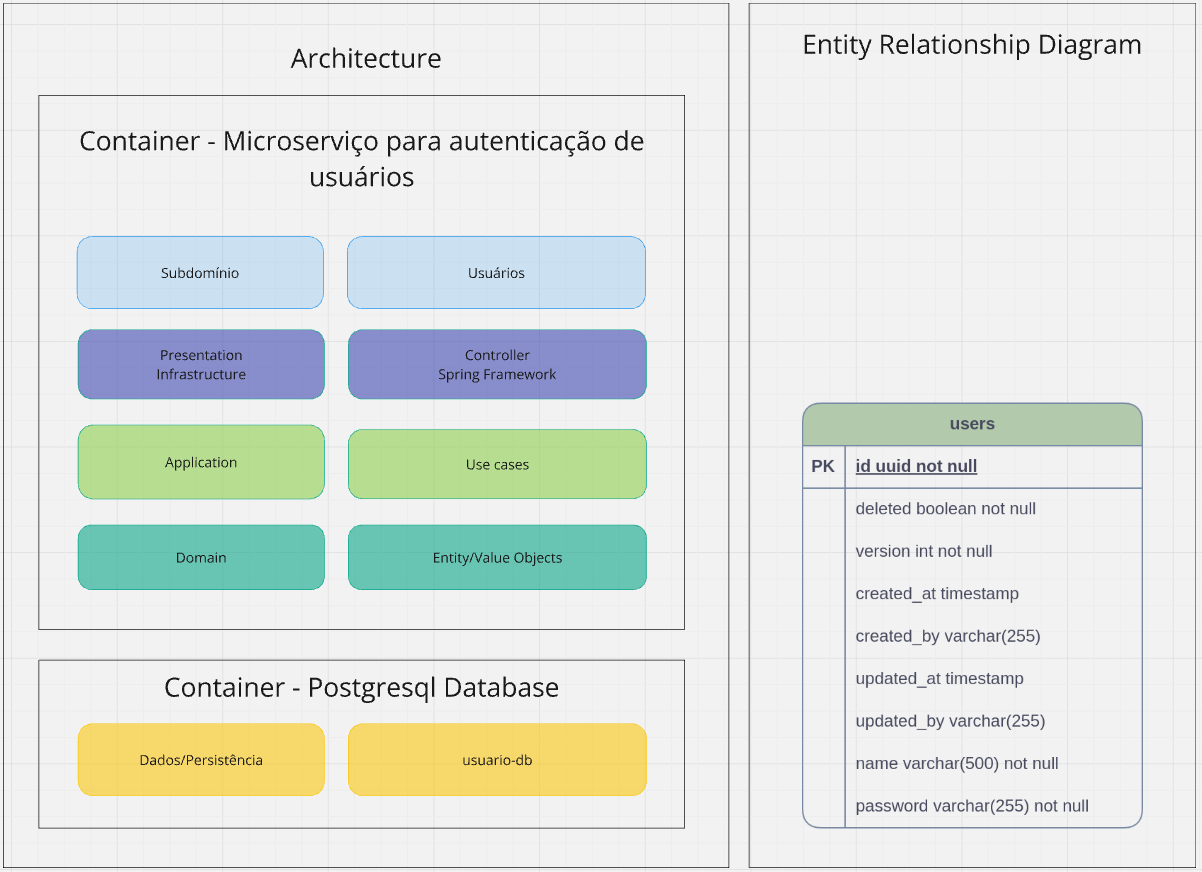 Architecture
Container - Microserviço para autenticação de
usuários
Subdomínio
Usuários
Presentation
Infrastructure
Controller
Spring Framework
Application
Use cases
Domain
Entity/Value Objects
Container - Postgresql Database
Dados/Persistência
usuario-db
Entity Relationship Diagram
users
PK id uuid not null
deleted boolean not null
version int not null
created_at timestamp
created_by varchar(255)
updated_at timestamp
updated_by varchar(255)
name varchar(500) not null
password varchar(255) not null